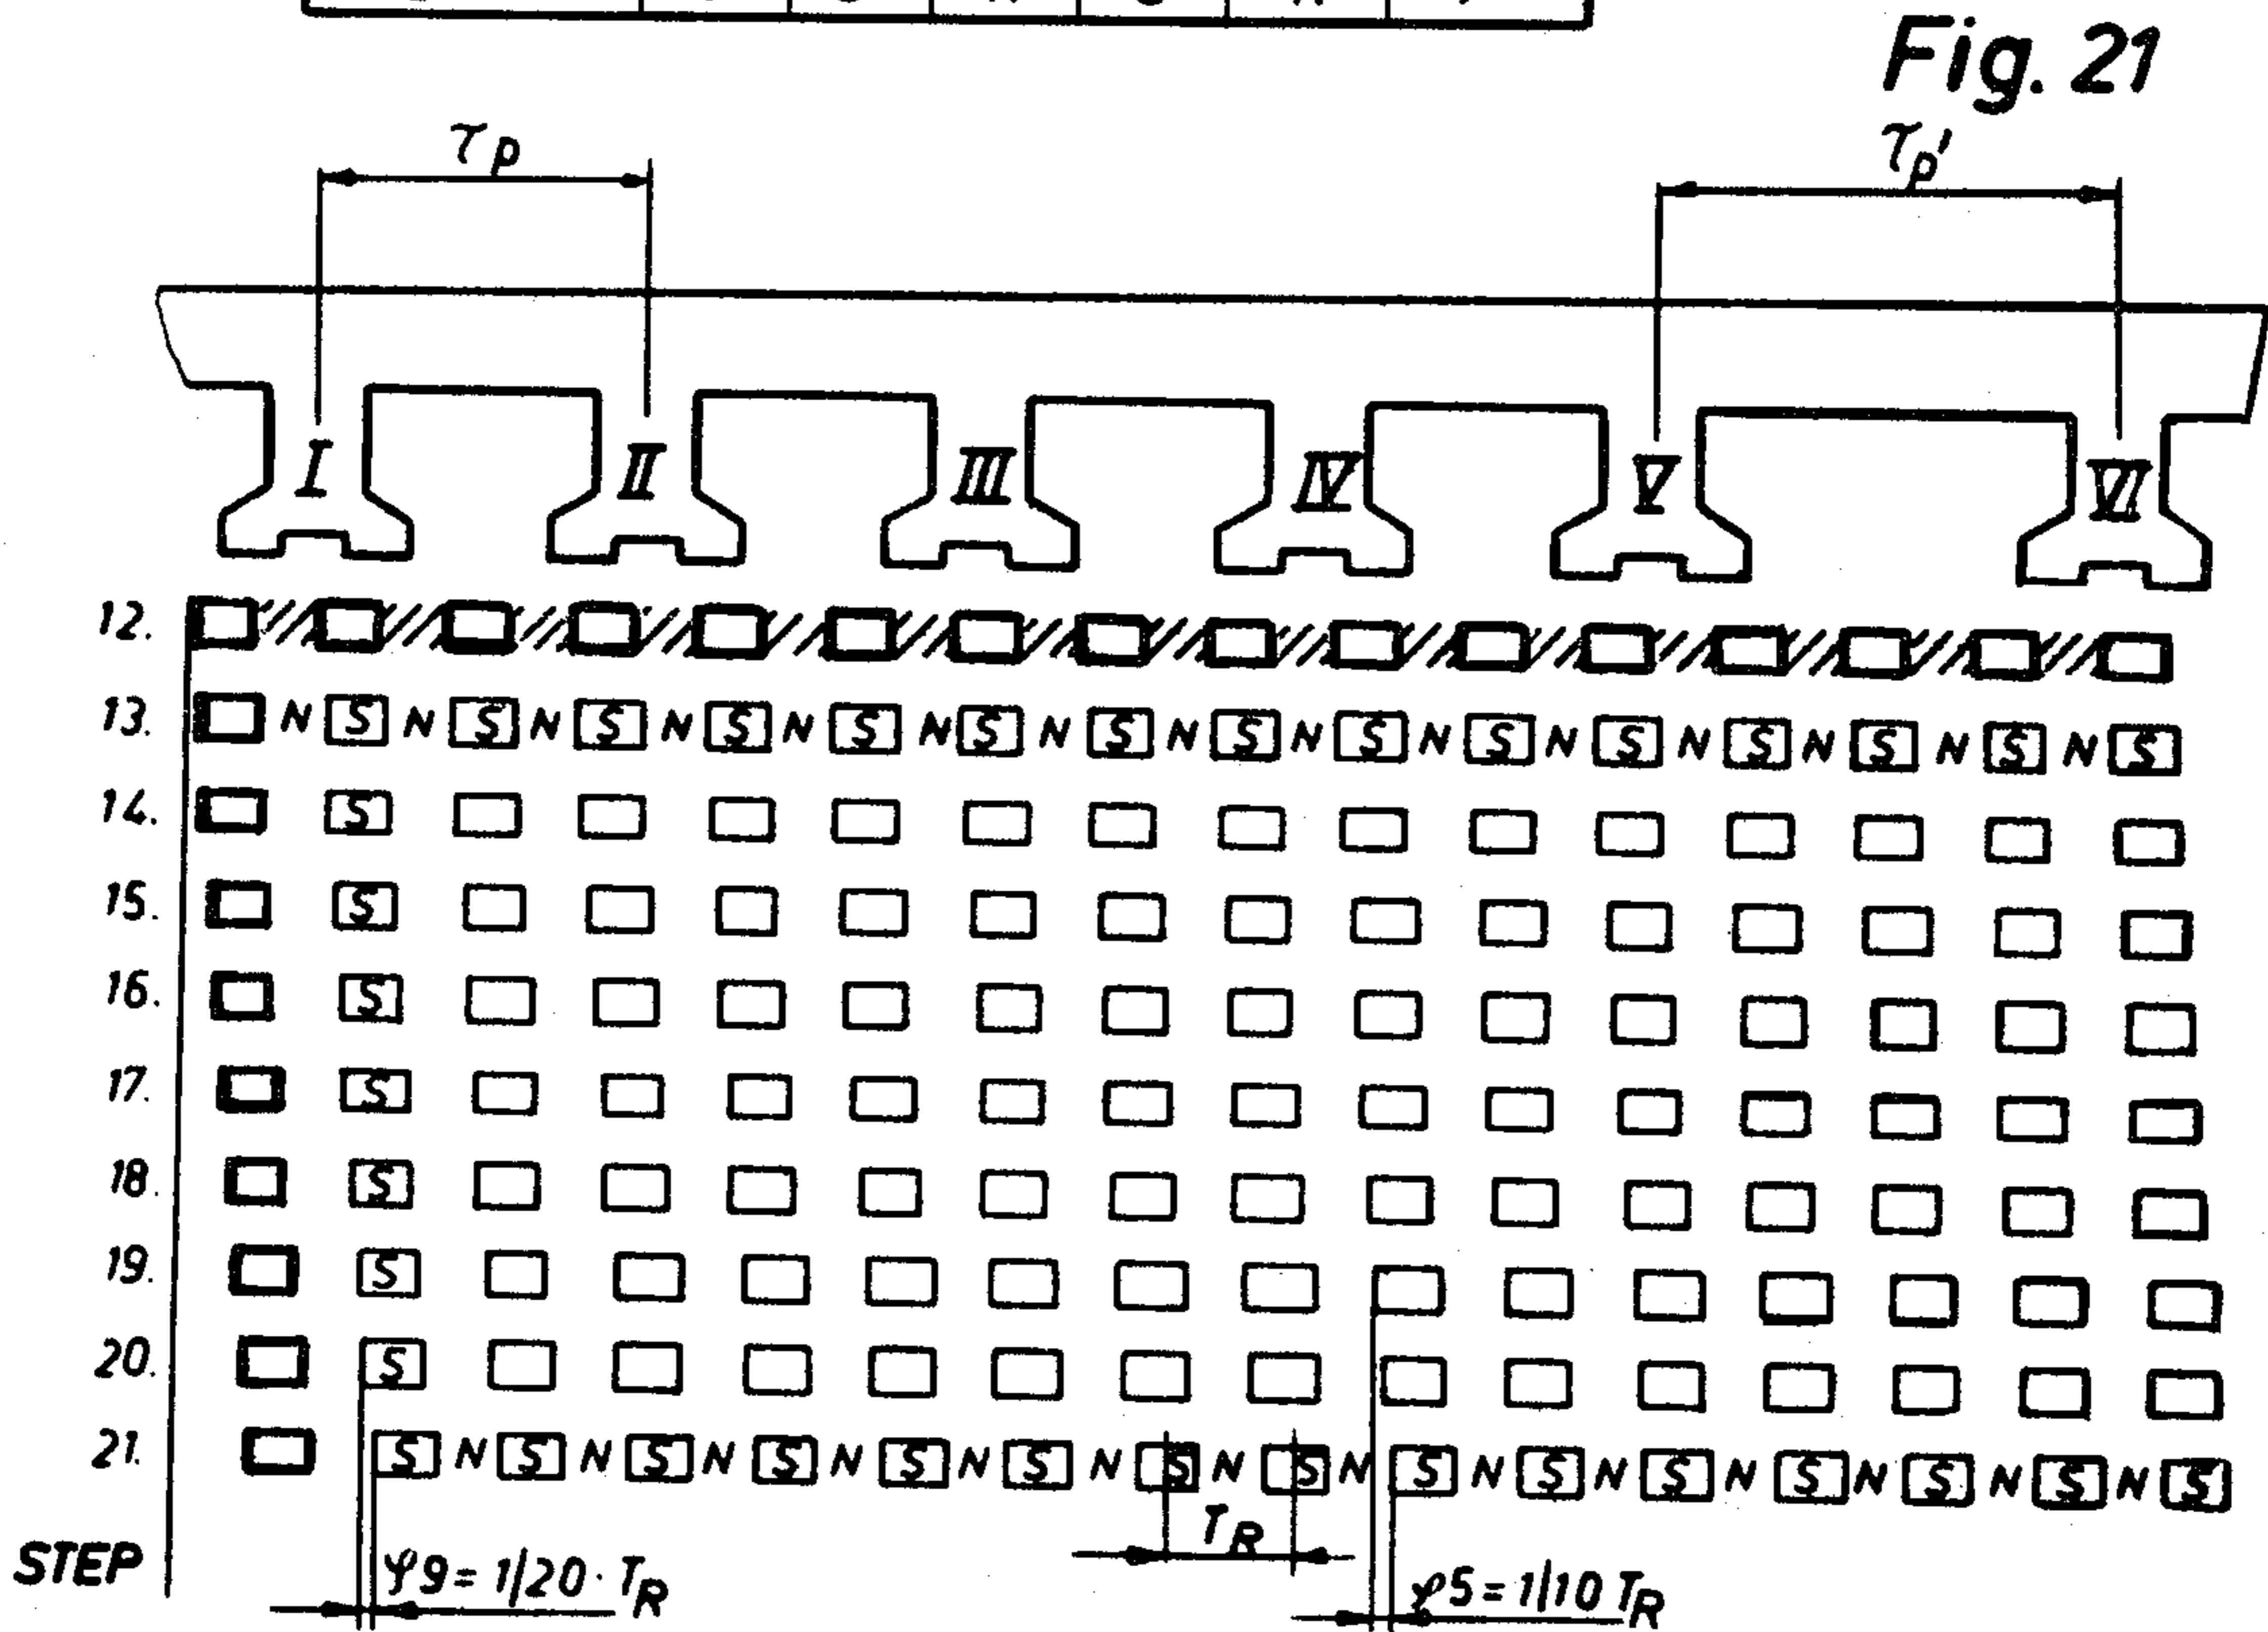 Fig. 21
τp τp'
I II III IV V VI
12.
13. N S N S N S N S N S N S N S N S N S N S N S N S N S N S N S
14. S
15. S
16. S
17. S
18. S
19. S
20. S
21. S N S N S N S N S N S N S N S N S N S N S N S N S N S N S
TR
STEP φ9=1/20·TR φ5=1/10 TR